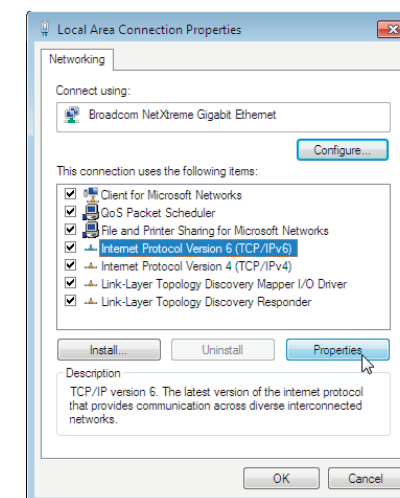 Local Area Connection Properties
Networking
Connect using:
Broadcom NetXtreme Gigabit Ethernet
Configure...
This connection uses the following items:
Client for Microsoft Networks
QoS Packet Scheduler
File and Printer Sharing for Microsoft Networks
Internet Protocol Version 6 (TCP/IPv6)
Internet Protocol Version 4 (TCP/IPv4)
Link-Layer Topology Discovery Mapper I/O Driver
Link-Layer Topology Discovery Responder
Install... Uninstall Properties
Description
TCP/IP version 6. The latest version of the internet protocol
that provides communication across diverse interconnected
networks.
OK Cancel